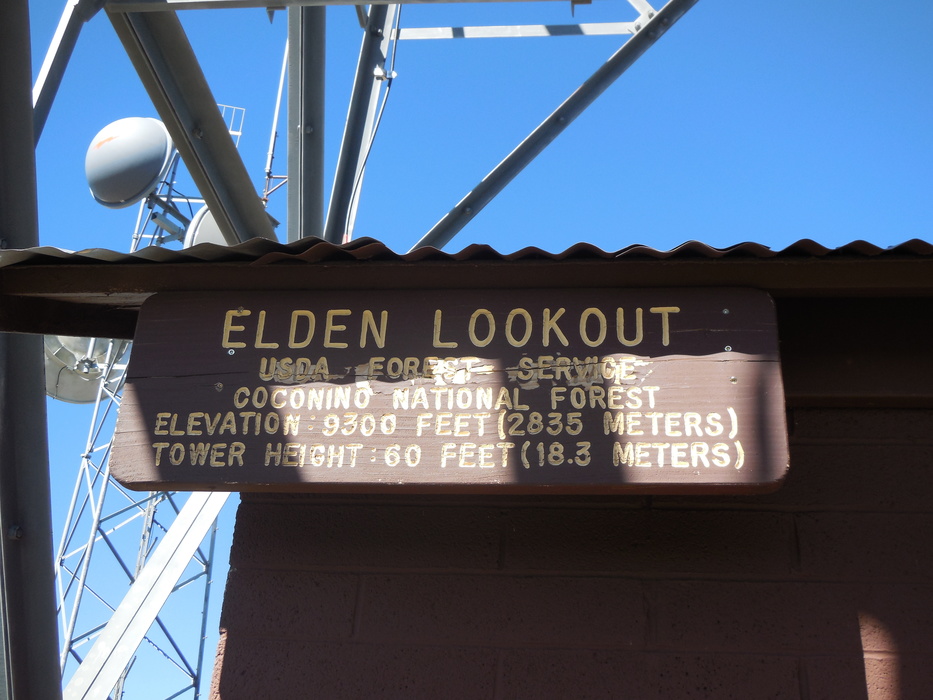 ELDEN LOOKOUT
USDA FOREST SERVICE
COCONINO NATIONAL FOREST
ELEVATION: 9300 FEET (2835 METERS)
TOWER HEIGHT: 60 FEET (18.3 METERS)